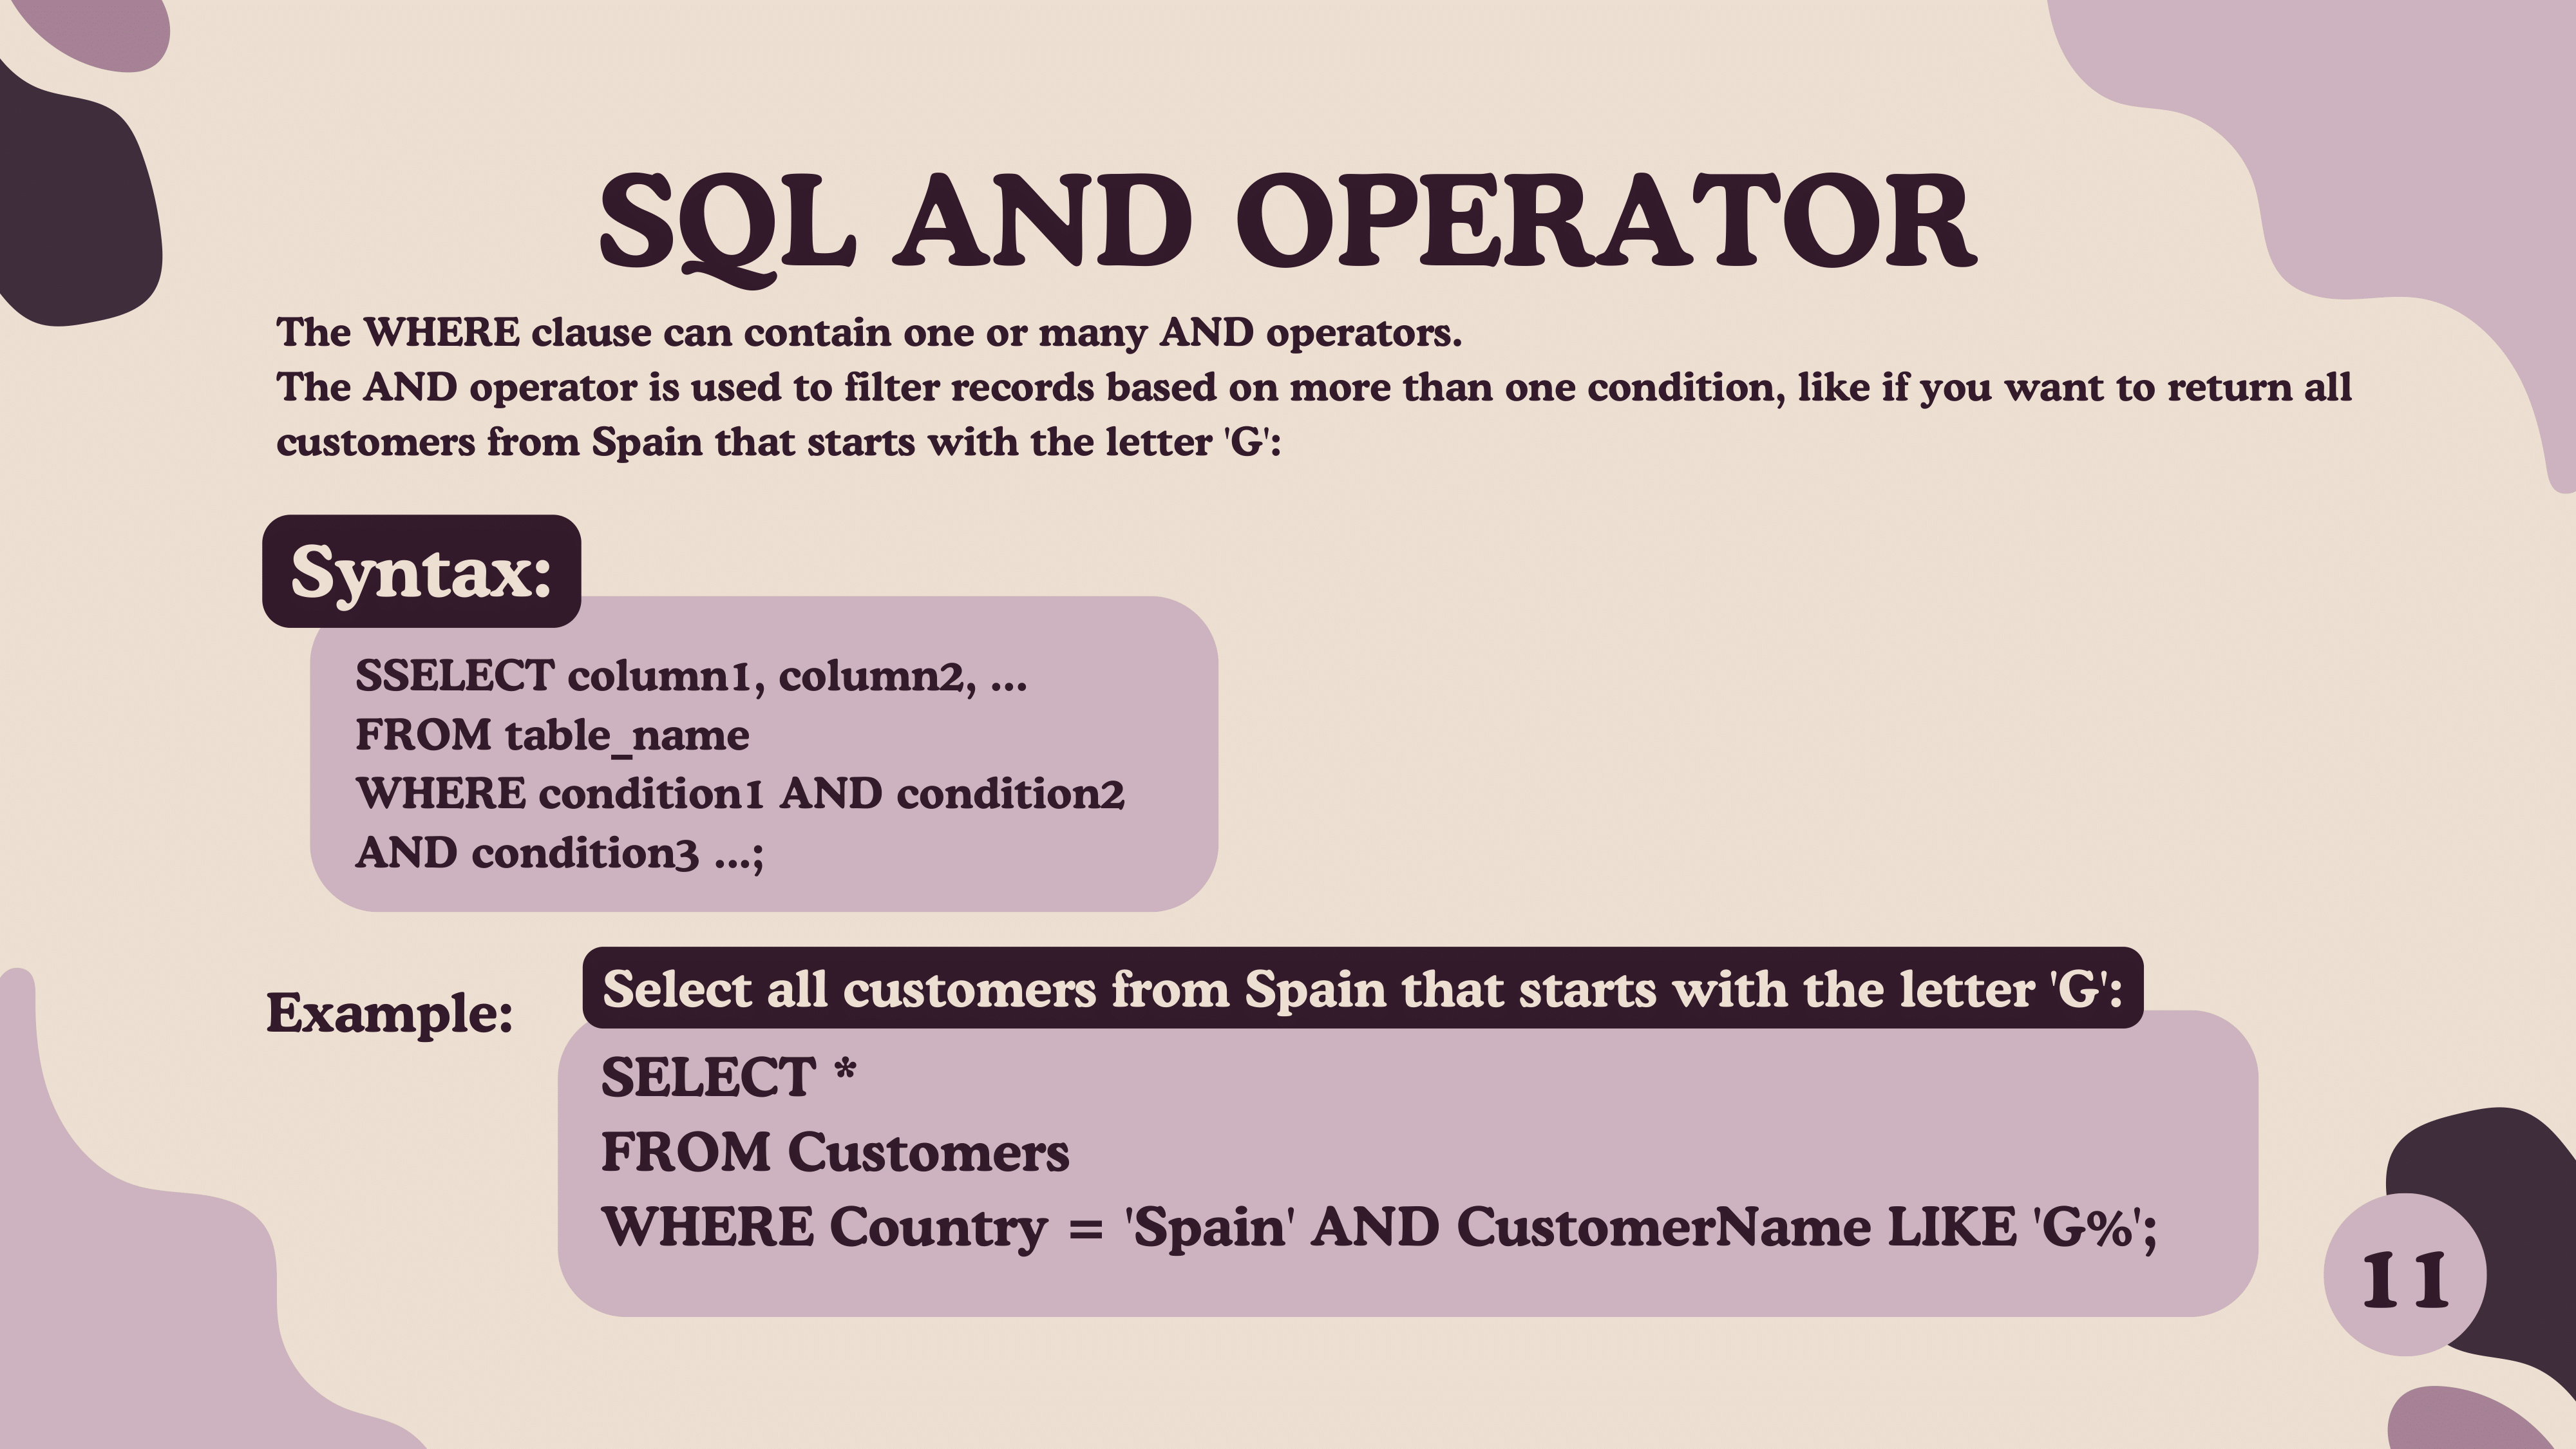 SQL AND OPERATOR
The WHERE clause can contain one or many AND operators.
The AND operator is used to filter records based on more than one condition, like if you want to return all
customers from Spain that starts with the letter 'G':
Syntax:
SSELECT column1, column2, ...
FROM table_name
WHERE condition1 AND condition2
AND condition3 ...;
Example:
Select all customers from Spain that starts with the letter 'G':
SELECT *
FROM Customers
WHERE Country = 'Spain' AND CustomerName LIKE 'G%';
11